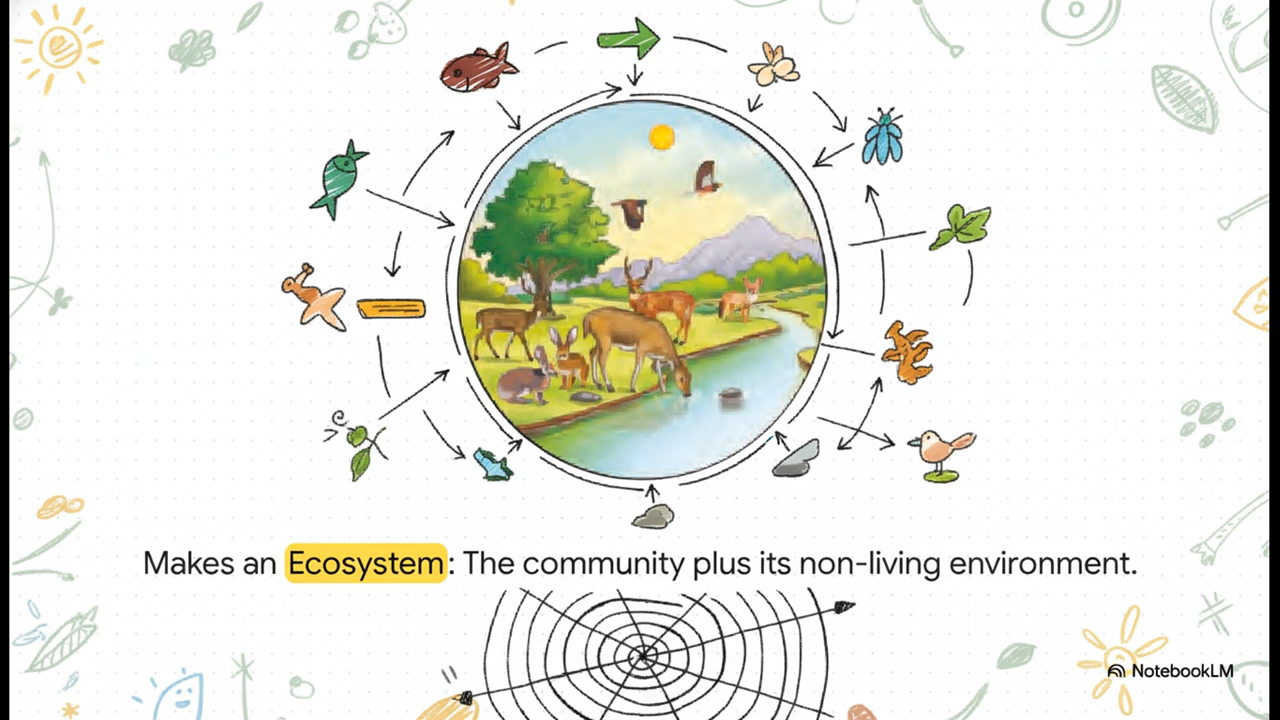 Makes an Ecosystem: The community plus its non-living environment.
NotebookLM